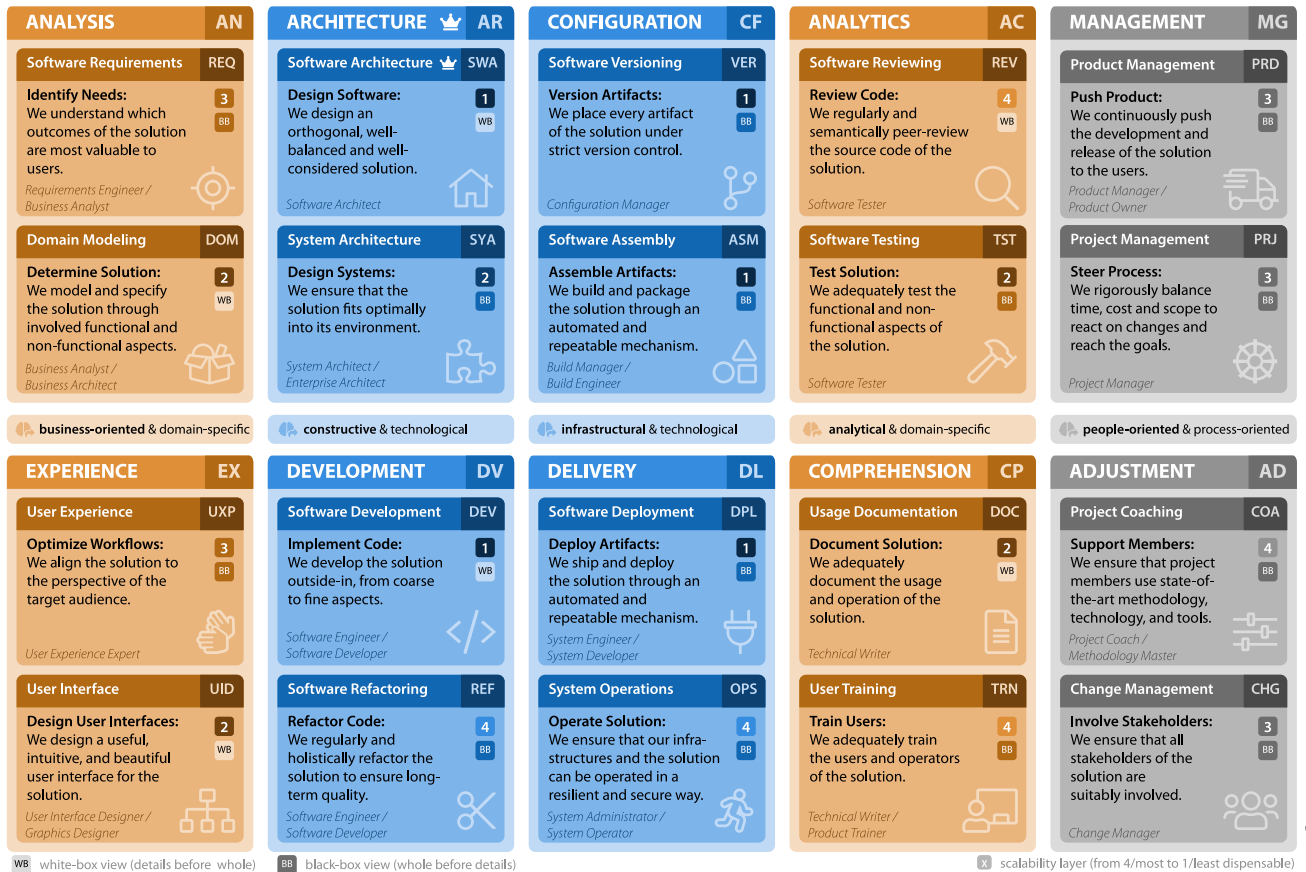 ANALYSIS AN
Software Requirements REQ
Identify Needs: 3
We understand which BB
outcomes of the solution
are most valuable to
users.
Requirements Engineer /
Business Analyst
Domain Modeling DOM
Determine Solution: 2
We model and specify WB
the solution through
involved functional and
non-functional aspects.
Business Analyst /
Business Architect
business-oriented & domain-specific
ARCHITECTURE AR
Software Architecture SWA
Design Software: 1
We design an WB
orthogonal, well-
balanced and well-
considered solution.
Software Architect
System Architecture SYA
Design Systems: 2
We ensure that the BB
solution fits optimally
into its environment.
System Architect /
Enterprise Architect
constructive & technological
CONFIGURATION CF
Software Versioning VER
Version Artifacts: 1
We place every artifact BB
of the solution under
strict version control.
Configuration Manager
Software Assembly ASM
Assemble Artifacts: 1
We build and package BB
the solution through an
automated and
repeatable mechanism.
Build Manager /
Build Engineer
infrastructural & technological
ANALYTICS AC
Software Reviewing REV
Review Code: 4
We regularly and WB
semantically peer-review
the source code of the
solution.
Software Tester
Software Testing TST
Test Solution: 2
We adequately test the BB
functional and non-
functional aspects of
the solution.
Software Tester
analytical & domain-specific
MANAGEMENT MG
Product Management PRD
Push Product: 3
We continuously push BB
the development and
release of the solution
to the users.
Product Manager /
Product Owner
Project Management PRJ
Steer Process: 3
We rigorously balance BB
time, cost and scope to
react on changes and
reach the goals.
Project Manager
people-oriented & process-oriented
EXPERIENCE EX
User Experience UXP
Optimize Workflows: 3
We align the solution to BB
the perspective of the
target audience.
User Experience Expert
User Interface UID
Design User Interfaces: 2
We design a useful, WB
intuitive, and beautiful
user interface for the
solution.
User Interface Designer /
Graphics Designer
DEVELOPMENT DV
Software Development DEV
Implement Code: 1
We develop the solution WB
outside-in, from coarse
to fine aspects.
Software Engineer /
Software Developer
Software Refactoring REF
Refactor Code: 4
We regularly and BB
holistically refactor the
solution to ensure long-
term quality.
Software Engineer /
Software Developer
DELIVERY DL
Software Deployment DPL
Deploy Artifacts: 1
We ship and deploy BB
the solution through an
automated and
repeatable mechanism.
System Engineer /
System Developer
System Operations OPS
Operate Solution: 4
We ensure that our infra- BB
structures and the solution
can be operated in a
resilient and secure way.
System Administrator /
System Operator
COMPREHENSION CP
Usage Documentation DOC
Document Solution: 2
We adequately WB
document the usage
and operation of the
solution.
Technical Writer
User Training TRN
Train Users: 4
We adequately train BB
the users and operators
of the solution.
Technical Writer /
Product Trainer
ADJUSTMENT AD
Project Coaching COA
Support Members: 4
We ensure that project BB
members use state-of-
the-art methodology,
technology, and tools.
Project Coach /
Methodology Master
Change Management CHG
Involve Stakeholders: 3
We ensure that all BB
stakeholders of the
solution are
suitably involved.
Change Manager
WB white-box view (details before whole) BB black-box view (whole before details) X scalability layer (from 4/most to 1/least dispensable)